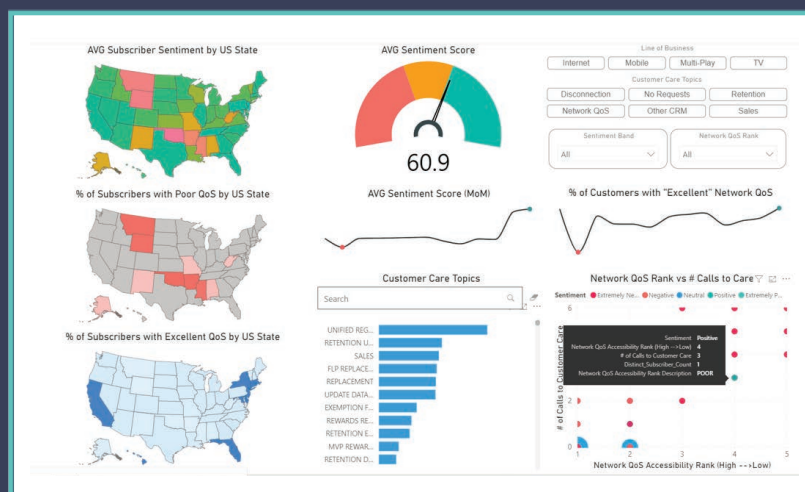 AVG Subscriber Sentiment by US State
AVG Sentiment Score
60.9
Line of Business
Internet Mobile Multi-Play TV
Customer Care Topics
Disconnection No Requests Retention
Network QoS Other CRM Sales
Sentiment Band
All
Network QoS Rank
All
% of Subscribers with Poor QoS by US State
AVG Sentiment Score (MoM)
% of Customers with "Excellent" Network QoS
% of Subscribers with Excellent QoS by US State
Customer Care Topics
Search
UNIFIED REG...
RETENTION U...
SALES
FLP REPLACE...
REPLACEMENT
UPDATE DATA...
EXEMPTION F...
REWARDS RE...
RETENTION E...
MVP REWAR...
RETENTION D...
Network QoS Rank vs # Calls to Care
Sentiment Extremely Ne... Negative Neutral Positive Extremely P...
# of Calls to Customer Care
6
2
0
Sentiment Positive
Network QoS Accessibility Rank (High -->Low) 4
# of Calls to Customer Care 3
Distinct_Subscriber_Count 1
Network QoS Accessibility Rank Description POOR
1 2 3 4 5
Network QoS Accessibility Rank (High -->Low)